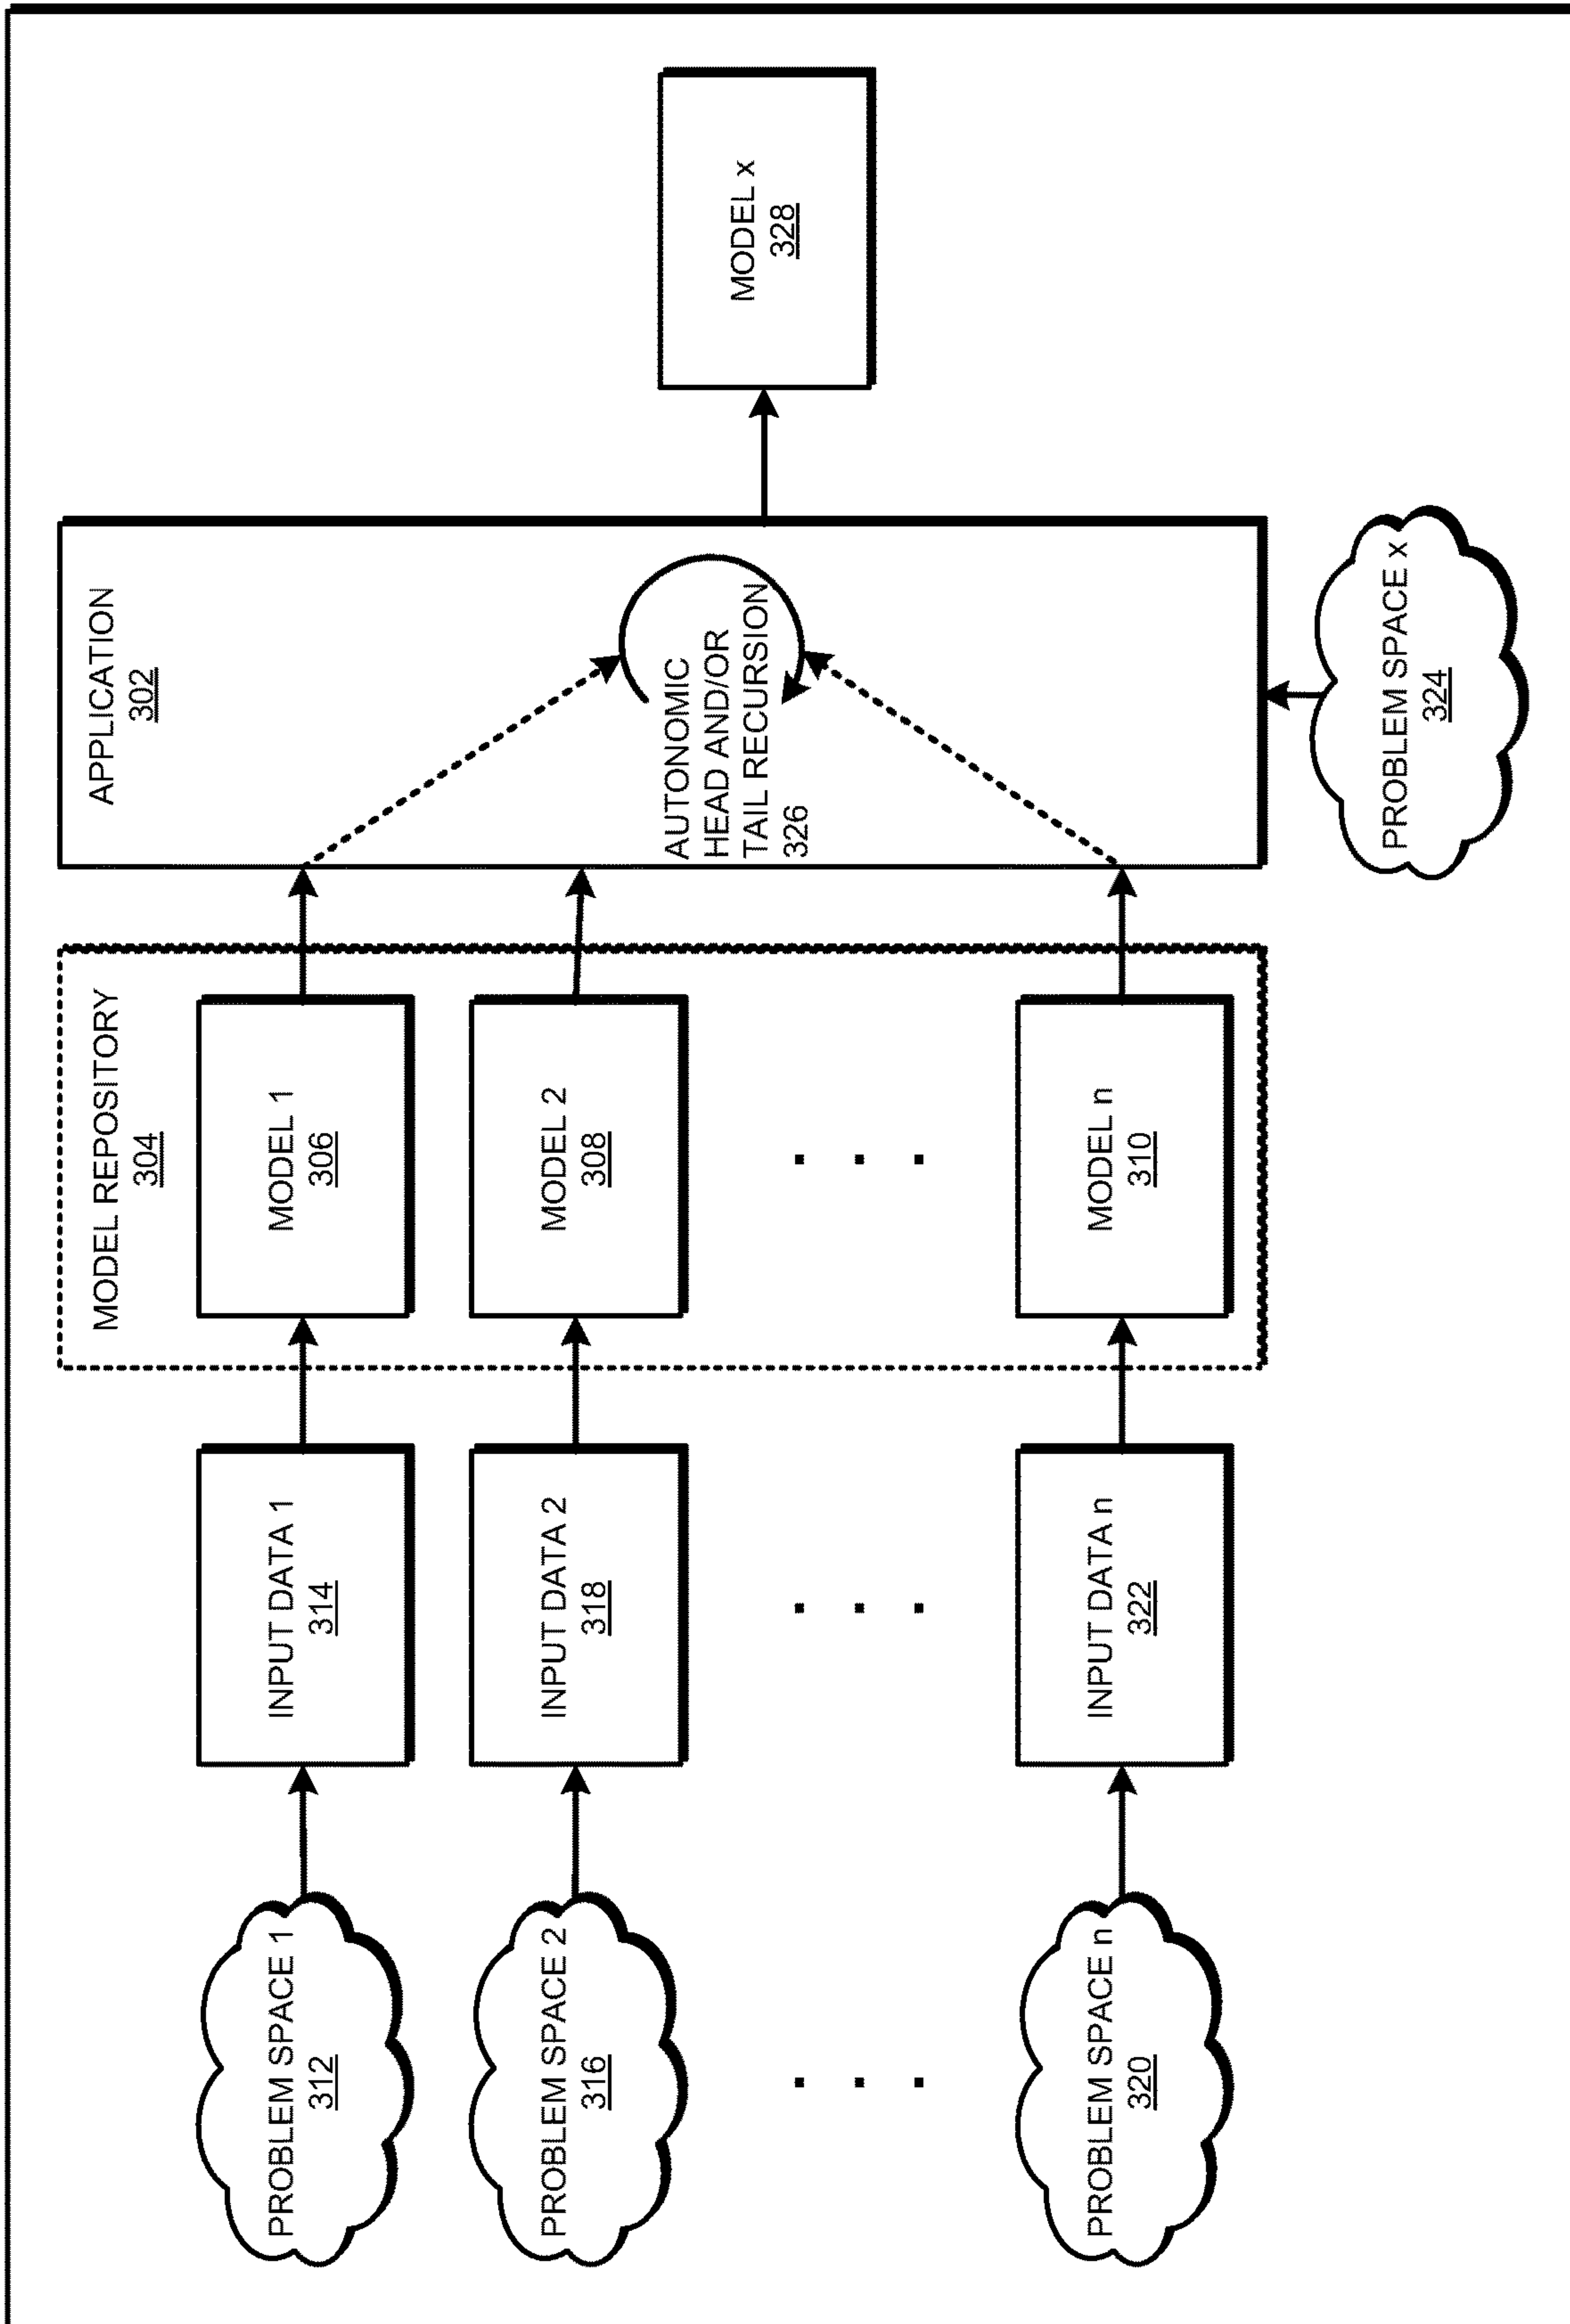 PROBLEM SPACE 1
312
INPUT DATA 1
314
MODEL REPOSITORY
304
MODEL 1
306
APPLICATION
302
PROBLEM SPACE 2
316
INPUT DATA 2
318
MODEL 2
308
AUTONOMIC
HEAD AND/OR
TAIL RECURSION
326
MODEL x
328
. . .
. . .
. . .
PROBLEM SPACE n
320
INPUT DATA n
322
MODEL n
310
PROBLEM SPACE x
324